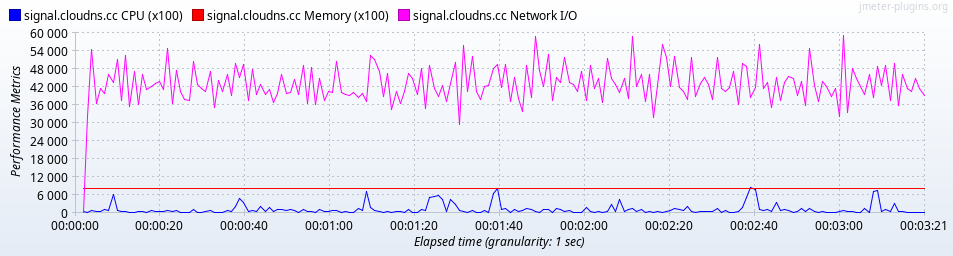 jmeter-plugins.org
signal.cloudns.cc CPU (x100) signal.cloudns.cc Memory (x100) signal.cloudns.cc Network I/O
Performance Metrics
60 000
54 000
48 000
42 000
36 000
30 000
24 000
18 000
12 000
6 000
0
00:00:00 00:00:20 00:00:40 00:01:00 00:01:20 00:01:40 00:02:00 00:02:20 00:02:40 00:03:00 00:03:21
Elapsed time (granularity: 1 sec)